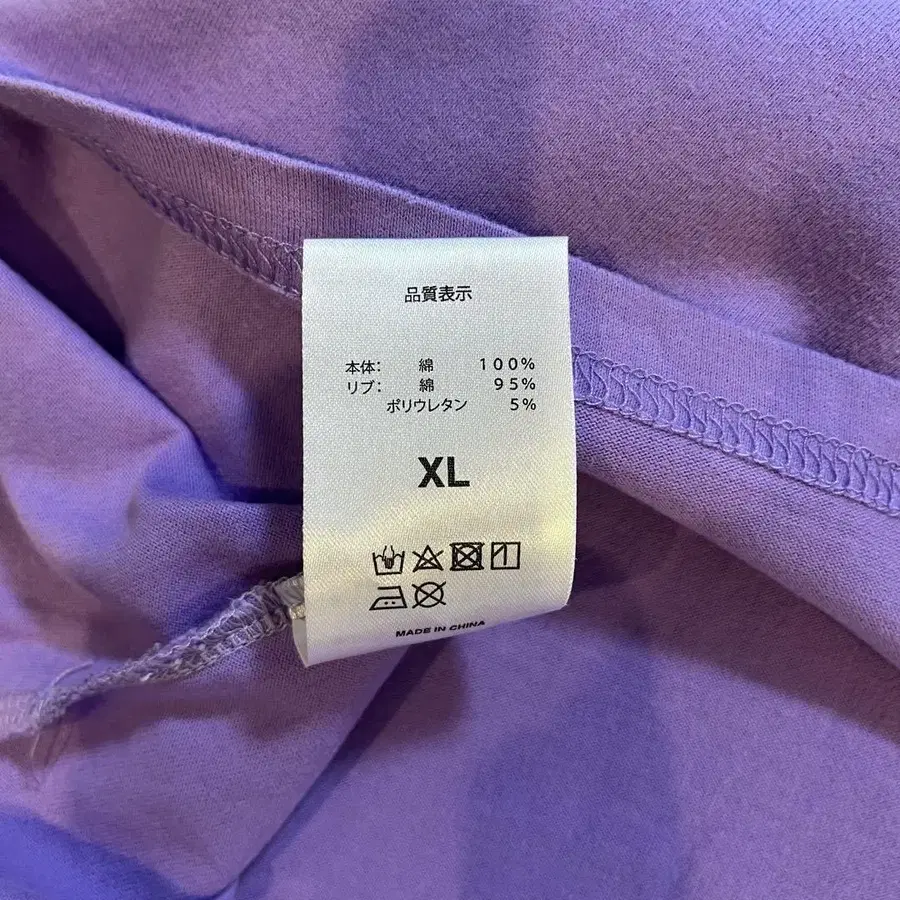 品質表示
本体: 綿 100%
リブ: 綿 95%
ポリウレタン 5%
XL
MADE IN CHINA